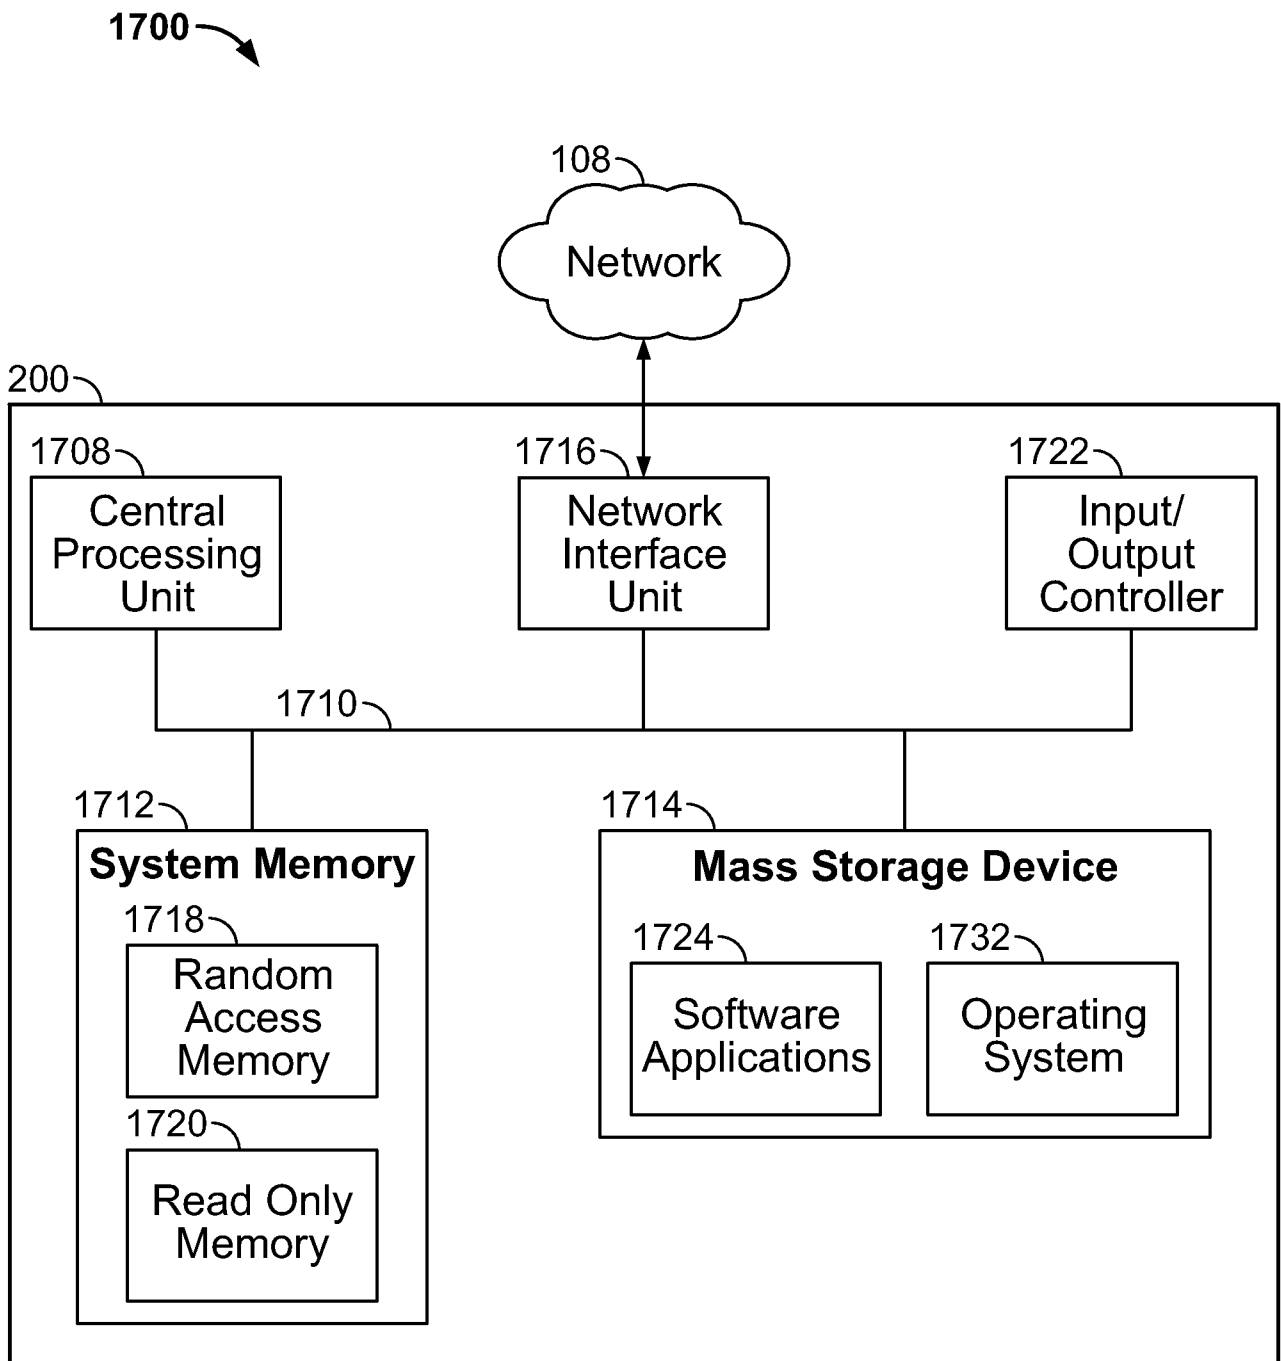 1700
108
Network
200
1708
Central
Processing
Unit
1716
Network
Interface
Unit
1722
Input/
Output
Controller
1710
1712
System Memory
1718
Random
Access
Memory
1720
Read Only
Memory
1714
Mass Storage Device
1724
Software
Applications
1732
Operating
System